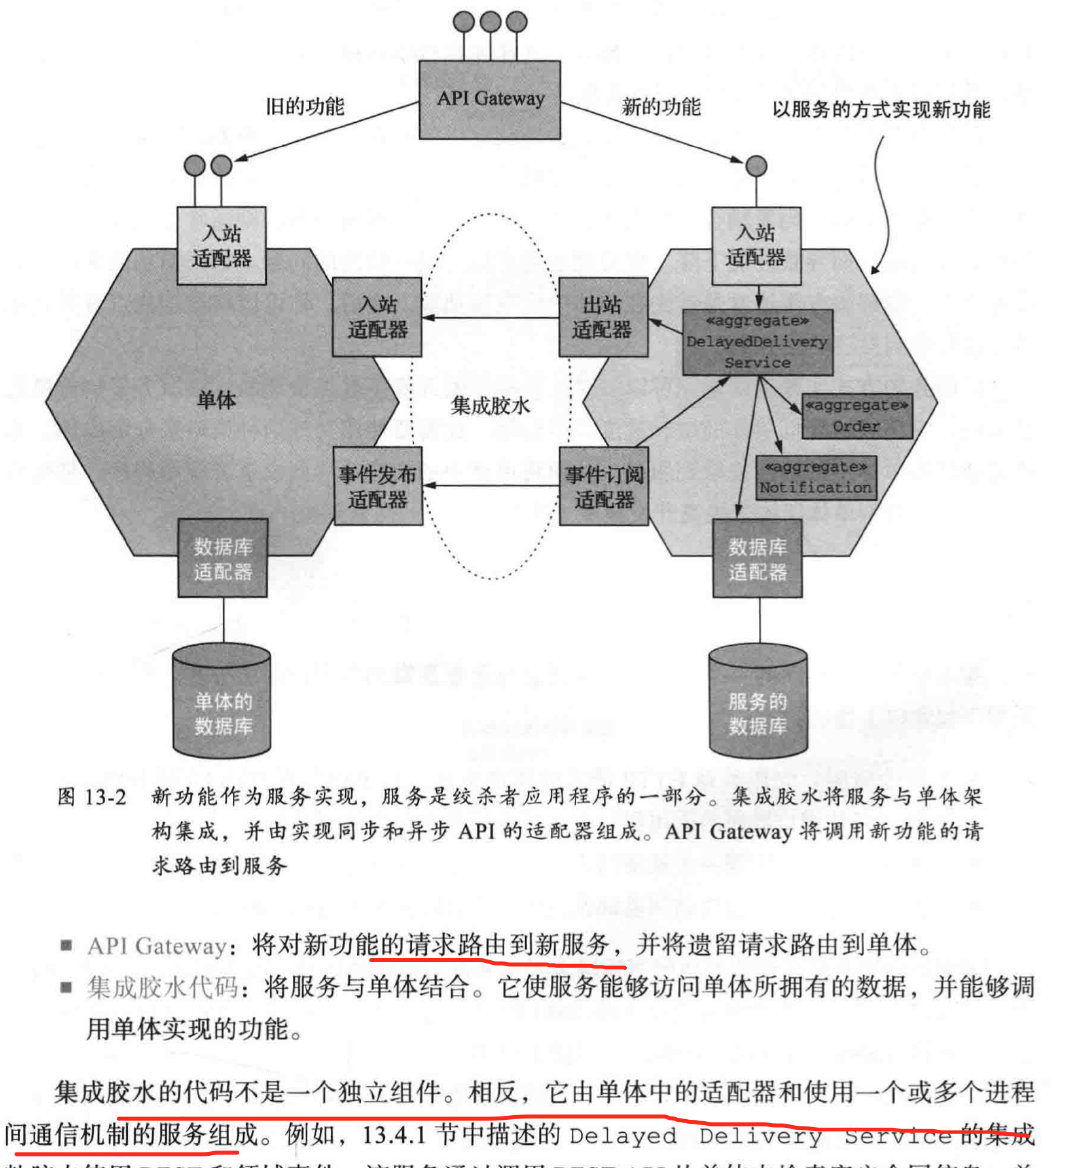 API Gateway
旧的功能
新的功能
以服务的方式实现新功能
入站
适配器
入站
适配器
入站
适配器
出站
适配器
«aggregate»
DelayedDelivery
Service
单体
集成胶水
«aggregate»
Order
«aggregate»
Notification
事件发布
适配器
事件订阅
适配器
数据库
适配器
数据库
适配器
单体的
数据库
服务的
数据库
图 13-2 新功能作为服务实现，服务是绞杀者应用程序的一部分。集成胶水将服务与单体架
构集成，并由实现同步和异步 API 的适配器组成。API Gateway 将调用新功能的请
求路由到服务
■ API Gateway：将对新功能的请求路由到新服务，并将遗留请求路由到单体。
■ 集成胶水代码：将服务与单体结合。它使服务能够访问单体所拥有的数据，并能够调
用单体实现的功能。
集成胶水的代码不是一个独立组件。相反，它由单体中的适配器和使用一个或多个进程
间通信机制的服务组成。例如，13.4.1 节中描述的 Delayed Delivery Service 的集成